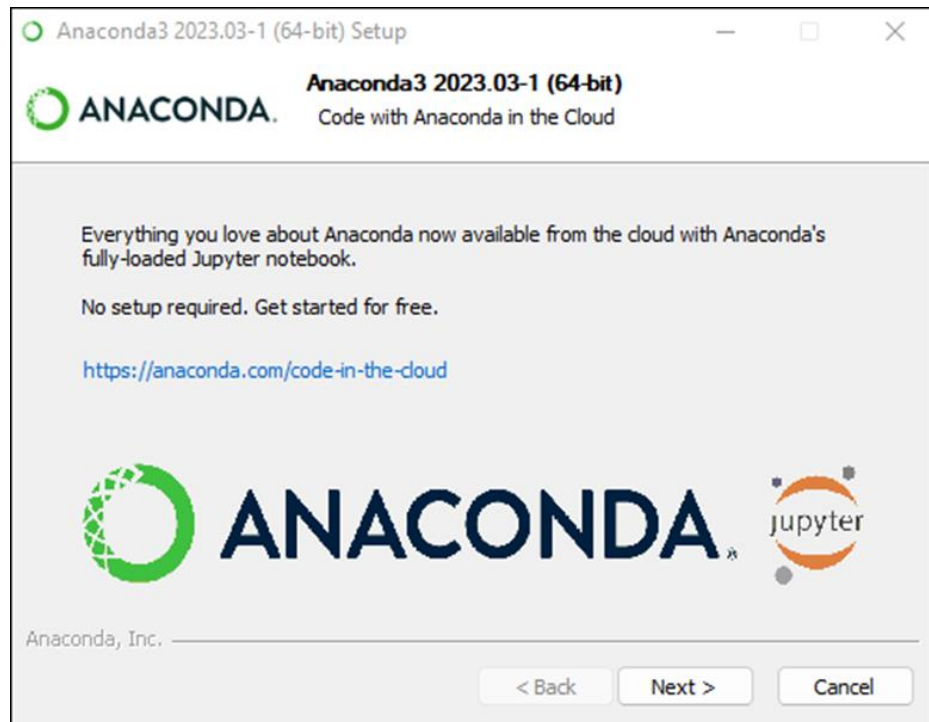 Anaconda3 2023.03-1 (64-bit) Setup
ANACONDA.
Anaconda3 2023.03-1 (64-bit)
Code with Anaconda in the Cloud
Everything you love about Anaconda now available from the cloud with Anaconda's
fully-loaded Jupyter notebook.
No setup required. Get started for free.
https://anaconda.com/code-in-the-cloud
ANACONDA.®
jupyter
Anaconda, Inc.
< Back
Next >
Cancel